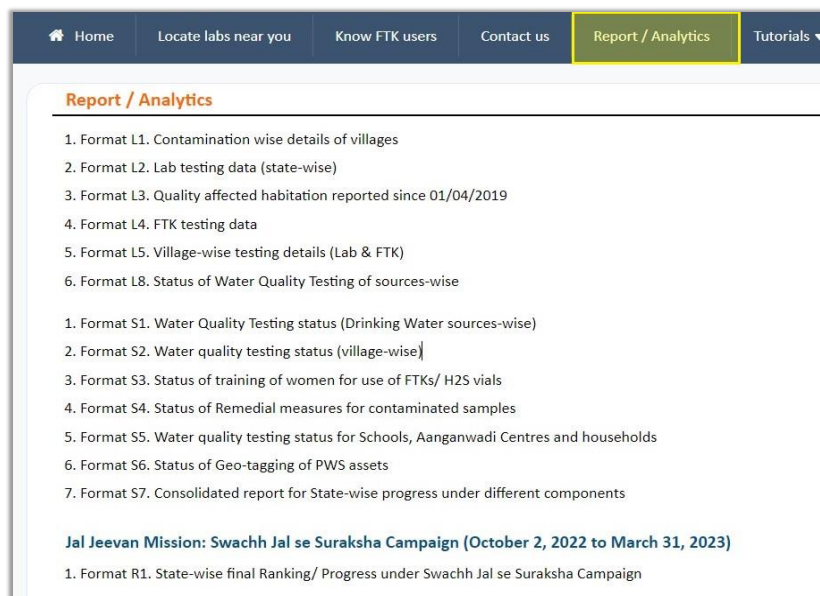 Home Locate labs near you Know FTK users Contact us Report / Analytics Tutorials
Report / Analytics
1. Format L1. Contamination wise details of villages
2. Format L2. Lab testing data (state-wise)
3. Format L3. Quality affected habitation reported since 01/04/2019
4. Format L4. FTK testing data
5. Format L5. Village-wise testing details (Lab & FTK)
6. Format L8. Status of Water Quality Testing of sources-wise
1. Format S1. Water Quality Testing status (Drinking Water sources-wise)
2. Format S2. Water quality testing status (village-wise)
3. Format S3. Status of training of women for use of FTKs/ H2S vials
4. Format S4. Status of Remedial measures for contaminated samples
5. Format S5. Water quality testing status for Schools, Aanganwadi Centres and households
6. Format S6. Status of Geo-tagging of PWS assets
7. Format S7. Consolidated report for State-wise progress under different components
Jal Jeevan Mission: Swachh Jal se Suraksha Campaign (October 2, 2022 to March 31, 2023)
1. Format R1. State-wise final Ranking/ Progress under Swachh Jal se Suraksha Campaign